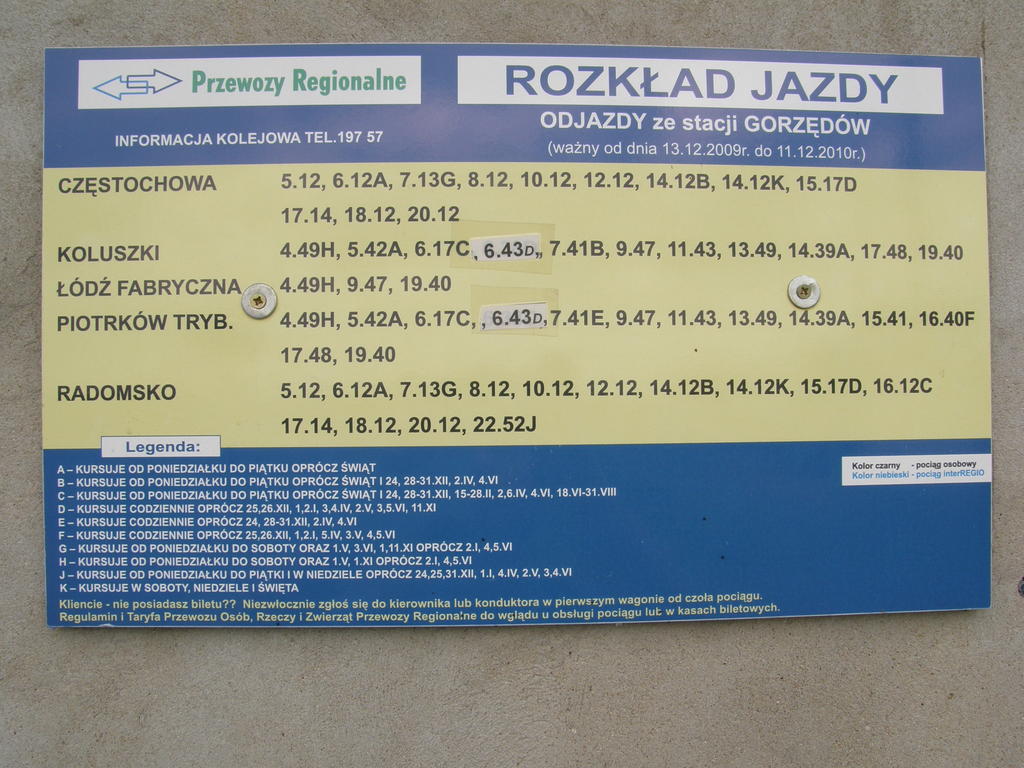 Przewozy Regionalne
ROZKŁAD JAZDY
INFORMACJA KOLEJOWA TEL.197 57
ODJAZDY ze stacji GORZĘDÓW
(ważny od dnia 13.12.2009r. do 11.12.2010r.)
CZĘSTOCHOWA 5.12, 6.12A, 7.13G, 8.12, 10.12, 12.12, 14.12B, 14.12K, 15.17D
17.14, 18.12, 20.12
KOLUSZKI 4.49H, 5.42A, 6.17C, 6.43D,, 7.41B, 9.47, 11.43, 13.49, 14.39A, 17.48, 19.40
ŁÓDŹ FABRYCZNA 4.49H, 9.47, 19.40
PIOTRKÓW TRYB. 4.49H, 5.42A, 6.17C, , 6.43D, 7.41E, 9.47, 11.43, 13.49, 14.39A, 15.41, 16.40F
17.48, 19.40
RADOMSKO 5.12, 6.12A, 7.13G, 8.12, 10.12, 12.12, 14.12B, 14.12K, 15.17D, 16.12C
17.14, 18.12, 20.12, 22.52J
Legenda:
A – KURSUJE OD PONIEDZIAŁKU DO PIĄTKU OPRÓCZ ŚWIĄT
B – KURSUJE OD PONIEDZIAŁKU DO PIĄTKU OPRÓCZ ŚWIĄT I 24, 28-31.XII, 2.IV, 4.VI
C – KURSUJE OD PONIEDZIAŁKU DO PIĄTKU OPRÓCZ ŚWIĄT I 24, 28-31.XII, 15-28.II, 2,6.IV, 4.VI, 18.VI-31.VIII
D – KURSUJE CODZIENNIE OPRÓCZ 25,26.XII, 1,2.I, 3,4.IV, 2.V, 3,5.VI, 11.XI
E – KURSUJE CODZIENNIE OPRÓCZ 24, 28-31.XII, 2.IV, 4.VI
F – KURSUJE CODZIENNIE OPRÓCZ 25,26.XII, 1,2.I, 5.IV, 3.V, 4,5.VI
G – KURSUJE OD PONIEDZIAŁKU DO SOBOTY ORAZ 1.V, 3.VI, 1,11.XI OPRÓCZ 2.I, 4,5.VI
H – KURSUJE OD PONIEDZIAŁKU DO SOBOTY ORAZ 1.V, 1.XI OPRÓCZ 2.I, 4,5.VI
J – KURSUJE OD PONIEDZIAŁKU DO PIĄTKI I W NIEDZIELE OPRÓCZ 24,25,31.XII, 1.I, 4.IV, 2.V, 3,4.VI
K – KURSUJE W SOBOTY, NIEDZIELE I ŚWIĘTA
Kolor czarny - pociąg osobowy
Kolor niebieski - pociąg interREGIO
Kliencie - nie posiadasz biletu?? Niezwłocznie zgłoś się do kierownika lub konduktora w pierwszym wagonie od czoła pociągu.
Regulamin i Taryfa Przewozu Osób, Rzeczy i Zwierząt Przewozy Regionalne do wglądu u obsługi pociągu lub w kasach biletowych.